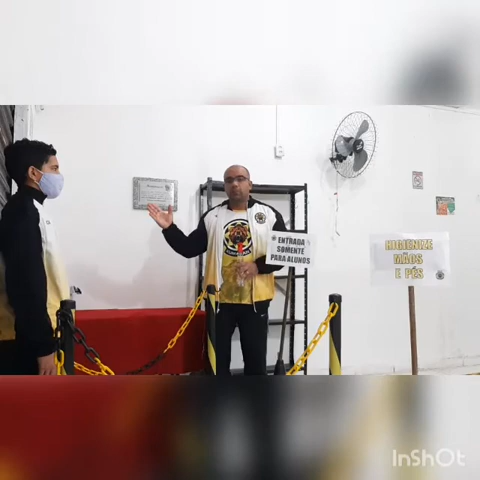 ENTRADA
SOMENTE
PARA ALUNOS
HIGIENIZE
MÃOS
E PÉS
InShOt